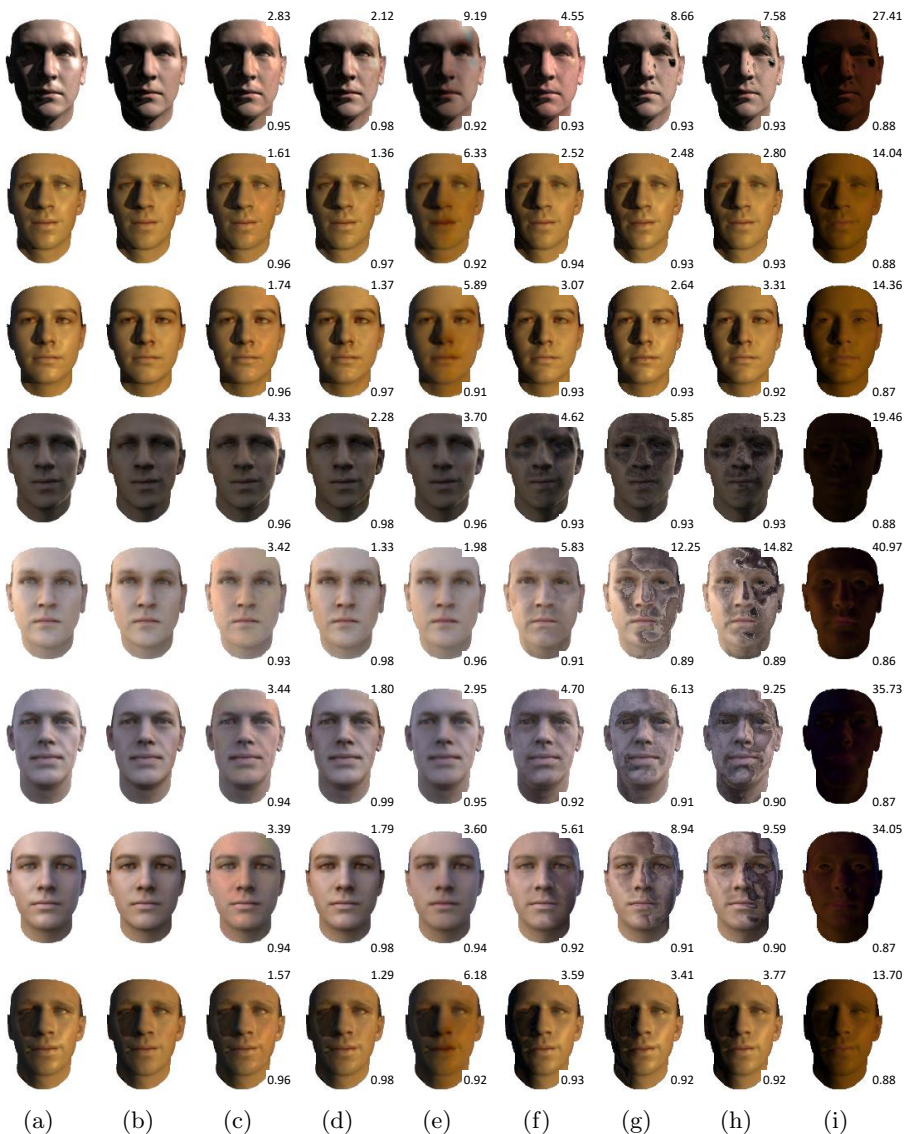 2.83 2.12 9.19 4.55 8.66 7.58 27.41
0.95 0.98 0.92 0.93 0.93 0.93 0.88
1.61 1.36 6.33 2.52 2.48 2.80 14.04
0.96 0.97 0.92 0.94 0.93 0.93 0.88
1.74 1.37 5.89 3.07 2.64 3.31 14.36
0.96 0.97 0.91 0.93 0.93 0.92 0.87
4.33 2.28 3.70 4.62 5.85 5.23 19.46
0.96 0.98 0.96 0.93 0.93 0.93 0.88
3.42 1.33 1.98 5.83 12.25 14.82 40.97
0.93 0.98 0.96 0.91 0.89 0.89 0.86
3.44 1.80 2.95 4.70 6.13 9.25 35.73
0.94 0.99 0.95 0.92 0.91 0.90 0.87
3.39 1.79 3.60 5.61 8.94 9.59 34.05
0.94 0.98 0.94 0.92 0.91 0.90 0.87
1.57 1.29 6.18 3.59 3.41 3.77 13.70
0.96 0.98 0.92 0.93 0.92 0.92 0.88
(a) (b) (c) (d) (e) (f) (g) (h) (i)